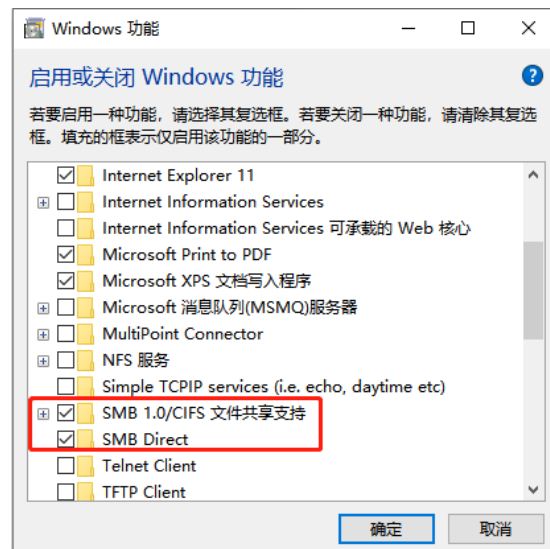 Windows 功能
启用或关闭 Windows 功能
若要启用一种功能，请选择其复选框。若要关闭一种功能，请清除其复选
框。填充的框表示仅启用该功能的一部分。
Internet Explorer 11
Internet Information Services
Internet Information Services 可承载的 Web 核心
Microsoft Print to PDF
Microsoft XPS 文档写入程序
Microsoft 消息队列(MSMQ)服务器
MultiPoint Connector
NFS 服务
Simple TCPIP services (i.e. echo, daytime etc)
SMB 1.0/CIFS 文件共享支持
SMB Direct
Telnet Client
TFTP Client
确定 取消